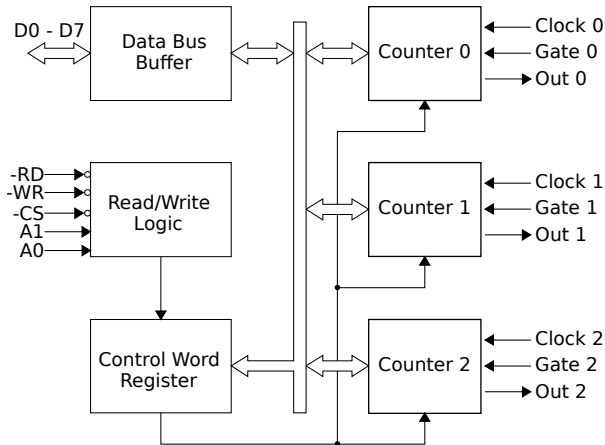 D0 - D7
Data Bus
Buffer
Counter 0
Clock 0
Gate 0
Out 0
-RD
-WR
-CS
A1
A0
Read/Write
Logic
Counter 1
Clock 1
Gate 1
Out 1
Control Word
Register
Counter 2
Clock 2
Gate 2
Out 2